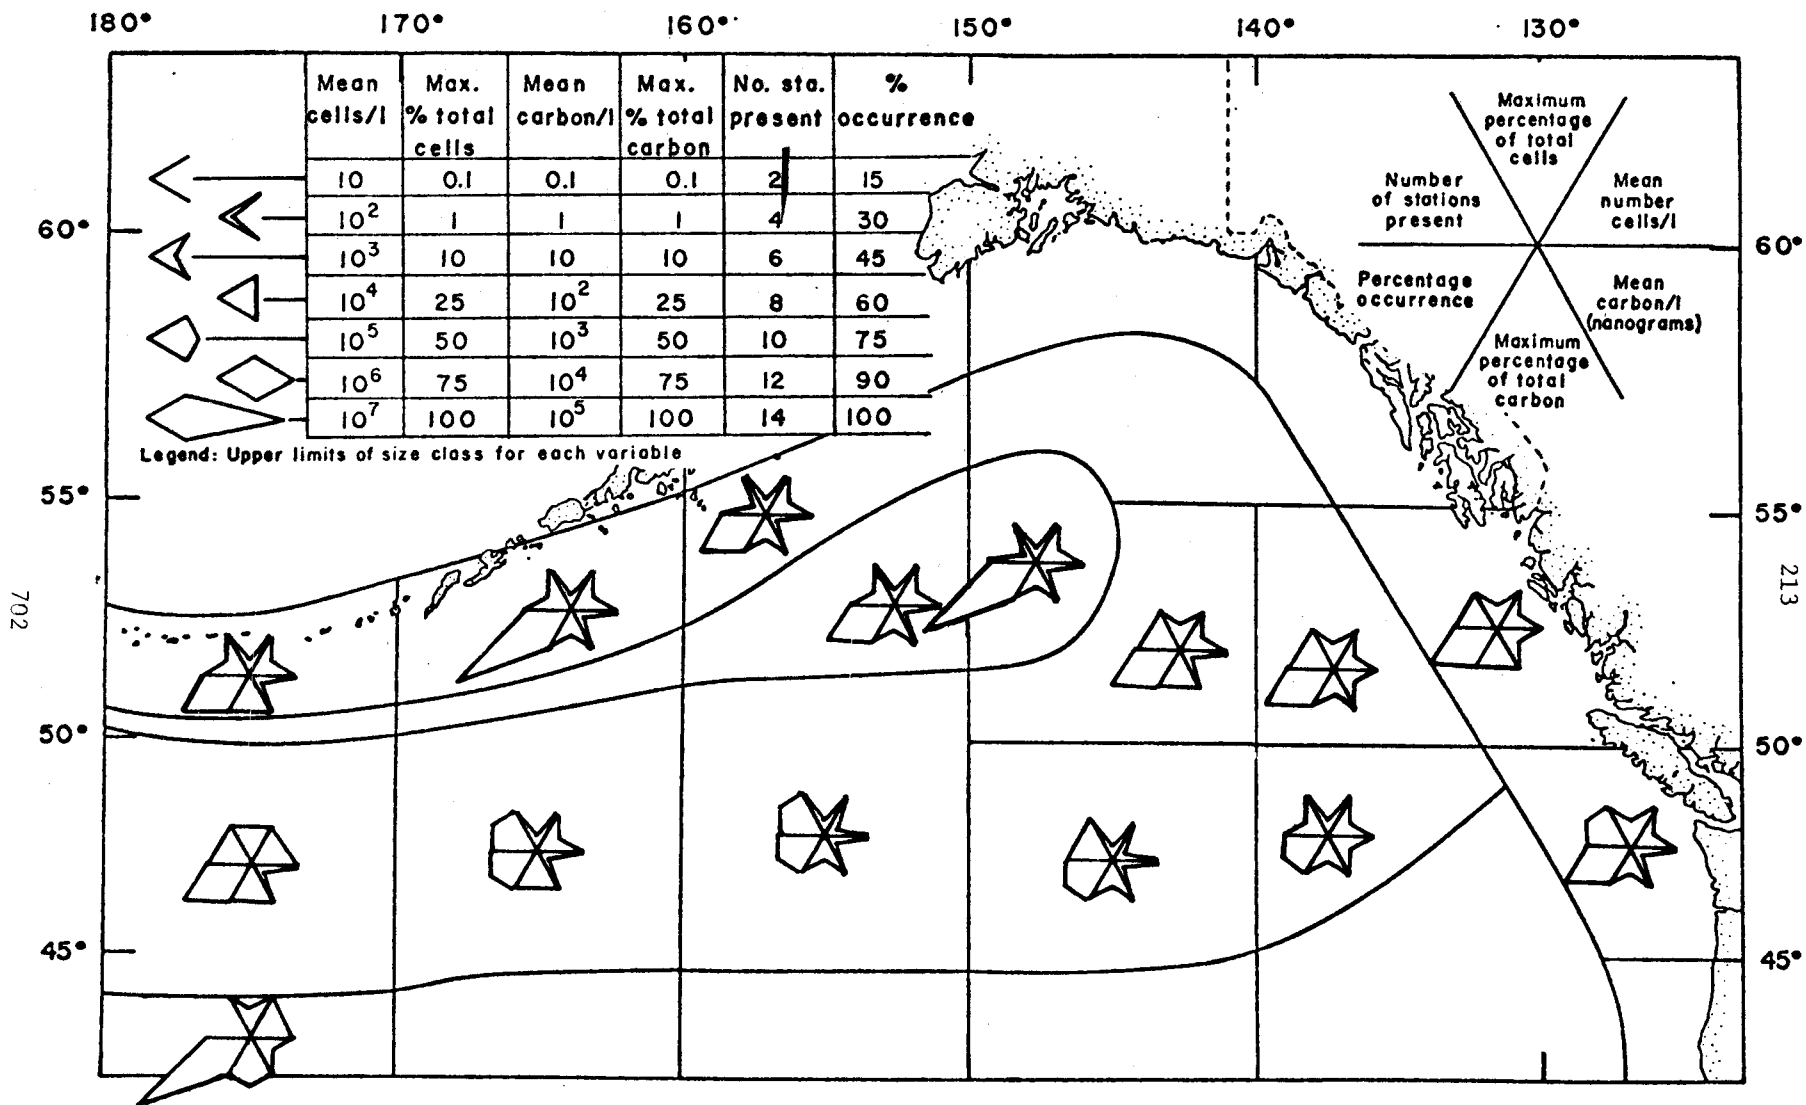 180° 170° 160° 150° 140° 130°
Mean cells/l Max. % total cells Mean carbon/l Max. % total carbon No. sta. present % occurrence
10 0.1 0.1 0.1 2 15
10² 1 1 1 4 30
10³ 10 10 10 6 45
10⁴ 25 10² 25 8 60
10⁵ 50 10³ 50 10 75
10⁶ 75 10⁴ 75 12 90
10⁷ 100 10⁵ 100 14 100
Legend: Upper limits of size class for each variable
Maximum
percentage
of total
cells
Number
of stations
present
Mean
number
cells/l
Percentage
occurrence
Mean
carbon/l
(nanograms)
Maximum
percentage
of total
carbon
60° 60°
55° 55°
50° 50°
45° 45°
702
213